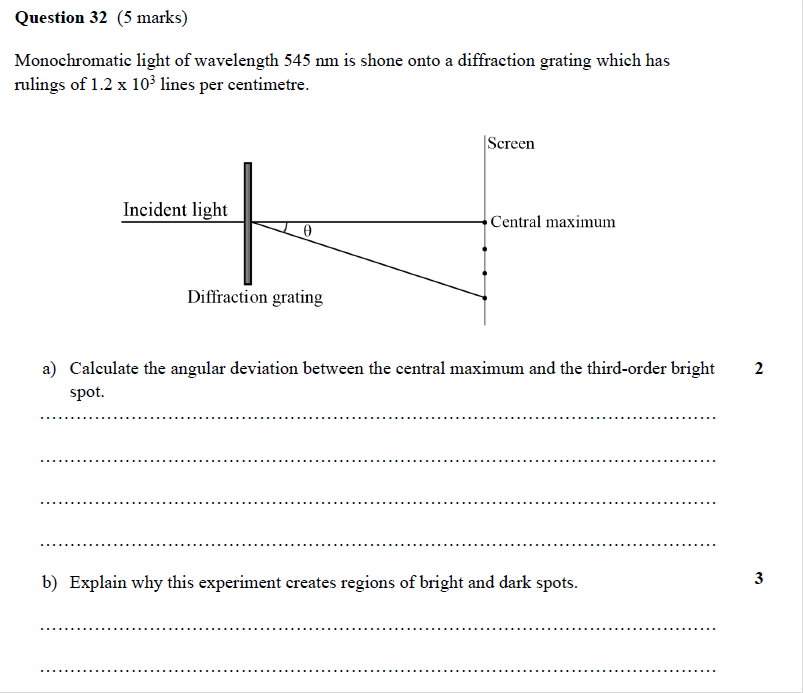 Question 32 (5 marks)
Monochromatic light of wavelength 545 nm is shone onto a diffraction grating which has
rulings of 1.2 x 10³ lines per centimetre.
Screen
Incident light
θ
Central maximum
Diffraction grating
a) Calculate the angular deviation between the central maximum and the third-order bright 2
spot.
b) Explain why this experiment creates regions of bright and dark spots. 3